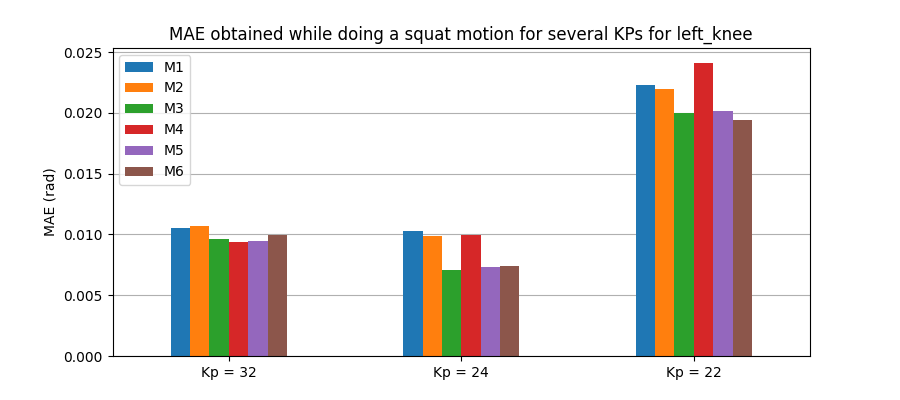 MAE obtained while doing a squat motion for several KPs for left_knee
MAE (rad)
0.025
0.020
0.015
0.010
0.005
0.000
M1
M2
M3
M4
M5
M6
Kp = 32
Kp = 24
Kp = 22